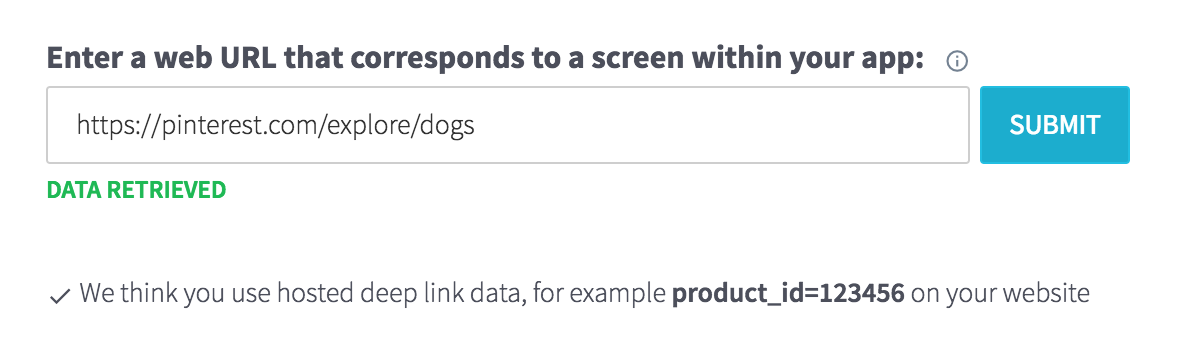 Enter a web URL that corresponds to a screen within your app:
https://pinterest.com/explore/dogs
SUBMIT
DATA RETRIEVED
We think you use hosted deep link data, for example product_id=123456 on your website